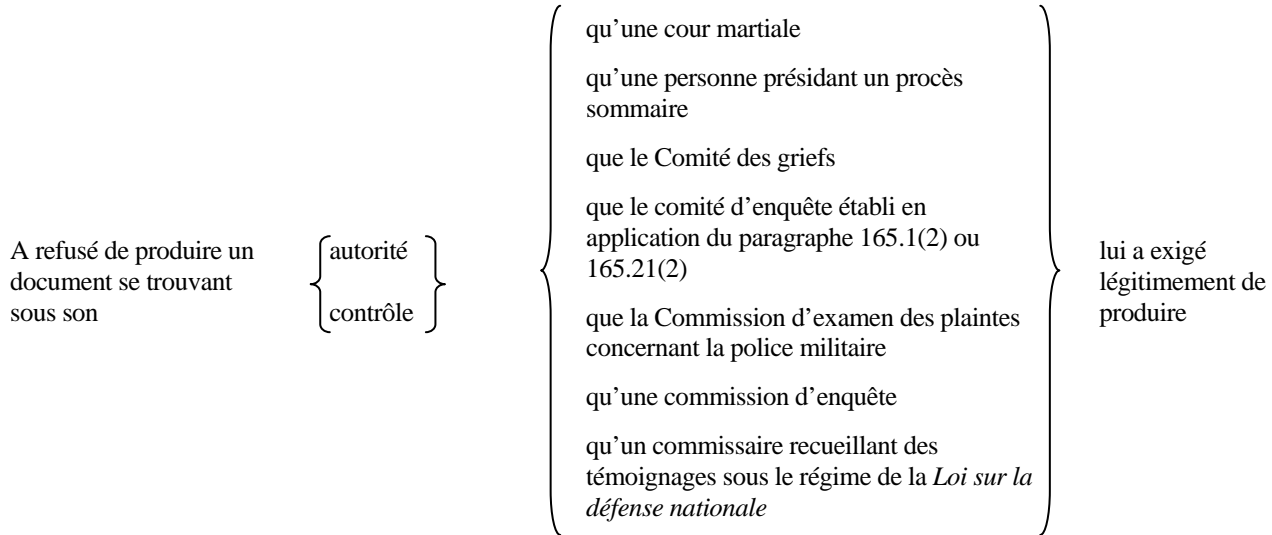 A refusé de produire un
document se trouvant
sous son
autorité
contrôle
qu’une cour martiale
qu’une personne présidant un procès
sommaire
que le Comité des griefs
que le comité d’enquête établi en
application du paragraphe 165.1(2) ou
165.21(2)
que la Commission d’examen des plaintes
concernant la police militaire
qu’une commission d’enquête
qu’un commissaire recueillant des
témoignages sous le régime de la Loi sur la
défense nationale
lui a exigé
légitimement de
produire